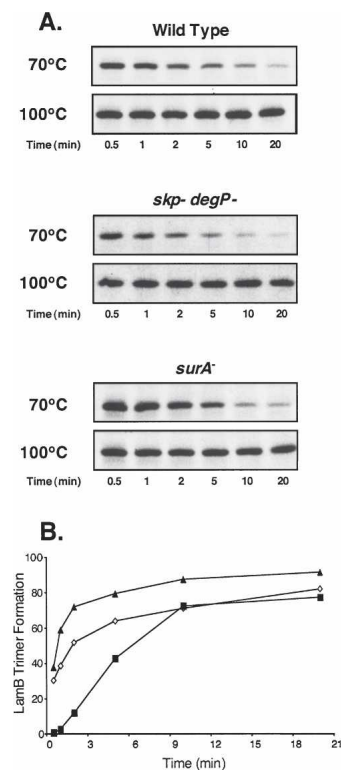 A.
Wild Type
70°C
100°C
Time (min) 0.5 1 2 5 10 20
skp- degP-
70°C
100°C
Time (min) 0.5 1 2 5 10 20
surA-
70°C
100°C
Time (min) 0.5 1 2 5 10 20
B.
LamB Trimer Formation
100
80
60
40
20
0
0 3 6 9 12 15 18 21
Time (min)